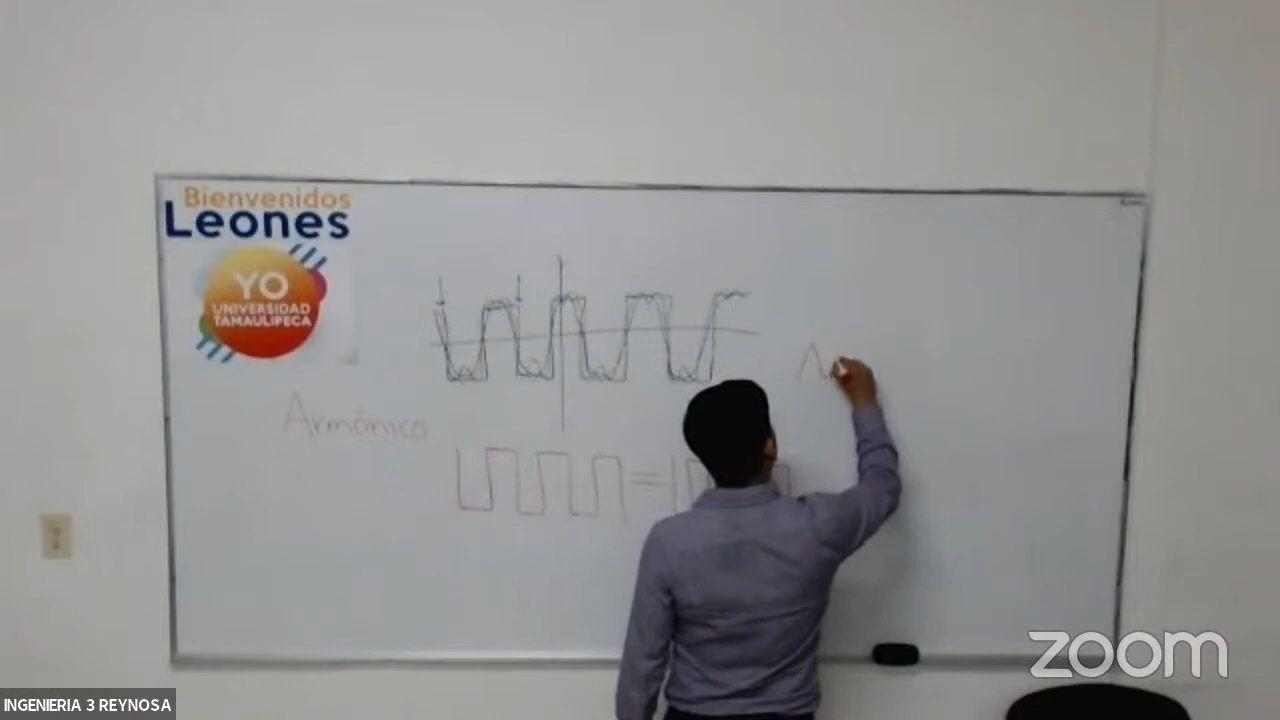 Bienvenidos
Leones
YO
UNIVERSIDAD
TAMAULIPECA
Armónico
=
zoom
INGENIERIA 3 REYNOSA